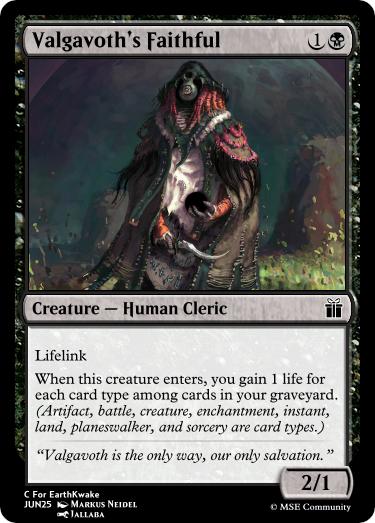 Valgavoth's Faithful 1
Creature — Human Cleric
Lifelink
When this creature enters, you gain 1 life for
each card type among cards in your graveyard.
(Artifact, battle, creature, enchantment, instant,
land, planeswalker, and sorcery are card types.)
"Valgavoth is the only way, our only salvation."
2/1
C For EarthKwake
JUN25 Markus Neidel
Jallaba
© MSE Community